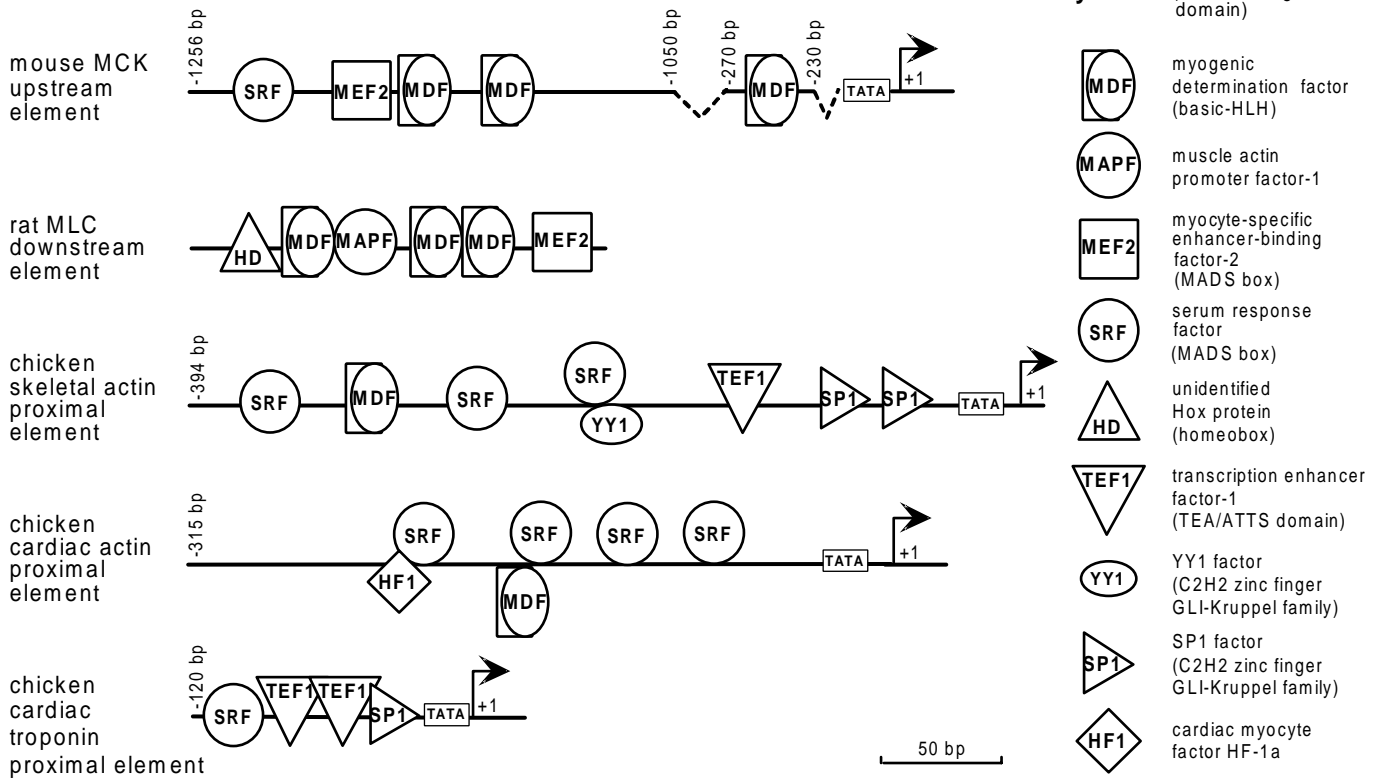 domain)
mouse MCK
upstream
element
-1256 bp
SRF
MEF2
MDF
MDF
-1050 bp
-270 bp
MDF
-230 bp
TATA
+1
rat MLC
downstream
element
HD
MDF
MAPF
MDF
MDF
MEF2
chicken
skeletal actin
proximal
element
-394 bp
SRF
MDF
SRF
SRF
YY1
TEF1
SP1
SP1
TATA
+1
chicken
cardiac actin
proximal
element
-315 bp
SRF
HF1
SRF
MDF
SRF
SRF
TATA
+1
chicken
cardiac
troponin
proximal element
-120 bp
SRF
TEF1
TEF1
SP1
TATA
+1
50 bp
MDF
myogenic
determination factor
(basic-HLH)
MAPF
muscle actin
promoter factor-1
MEF2
myocyte-specific
enhancer-binding
factor-2
(MADS box)
SRF
serum response
factor
(MADS box)
HD
unidentified
Hox protein
(homeobox)
TEF1
transcription enhancer
factor-1
(TEA/ATTS domain)
YY1
YY1 factor
(C2H2 zinc finger
GLI-Kruppel family)
SP1
SP1 factor
(C2H2 zinc finger
GLI-Kruppel family)
HF1
cardiac myocyte
factor HF-1a